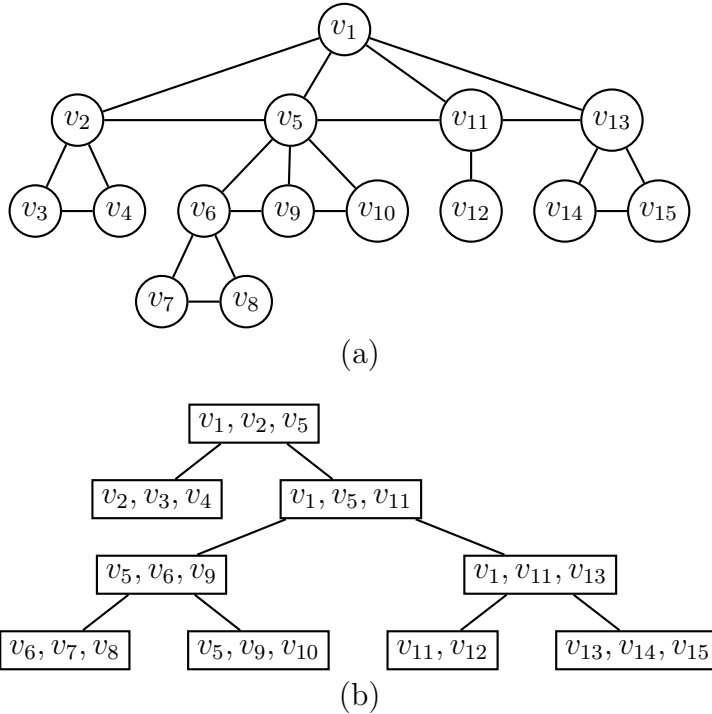 v₁
v₂ v₅ v₁₁ v₁₃
v₃ v₄ v₆ v₉ v₁₀ v₁₂ v₁₄ v₁₅
v₇ v₈
(a)
v₁, v₂, v₅
v₂, v₃, v₄ v₁, v₅, v₁₁
v₅, v₆, v₉ v₁, v₁₁, v₁₃
v₆, v₇, v₈ v₅, v₉, v₁₀ v₁₁, v₁₂ v₁₃, v₁₄, v₁₅
(b)